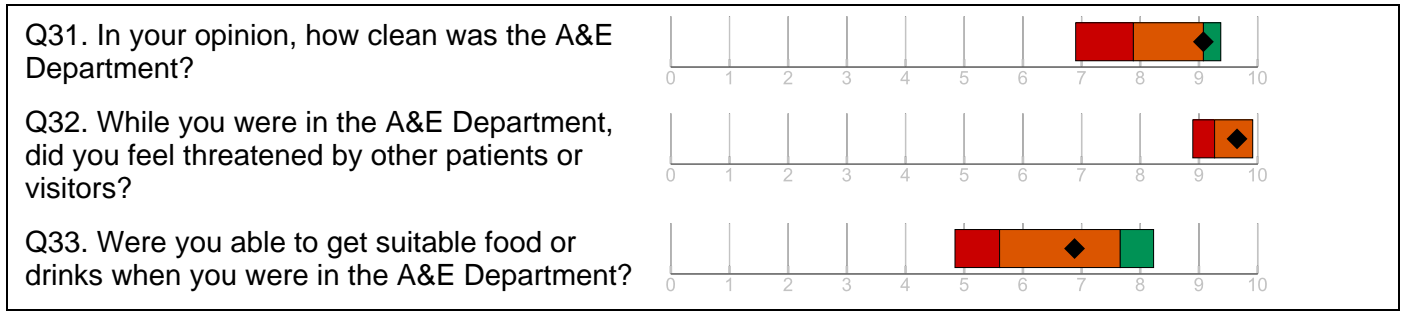 Q31. In your opinion, how clean was the A&E
Department?
0 1 2 3 4 5 6 7 8 9 10
Q32. While you were in the A&E Department,
did you feel threatened by other patients or
visitors?
0 1 2 3 4 5 6 7 8 9 10
Q33. Were you able to get suitable food or
drinks when you were in the A&E Department?
0 1 2 3 4 5 6 7 8 9 10